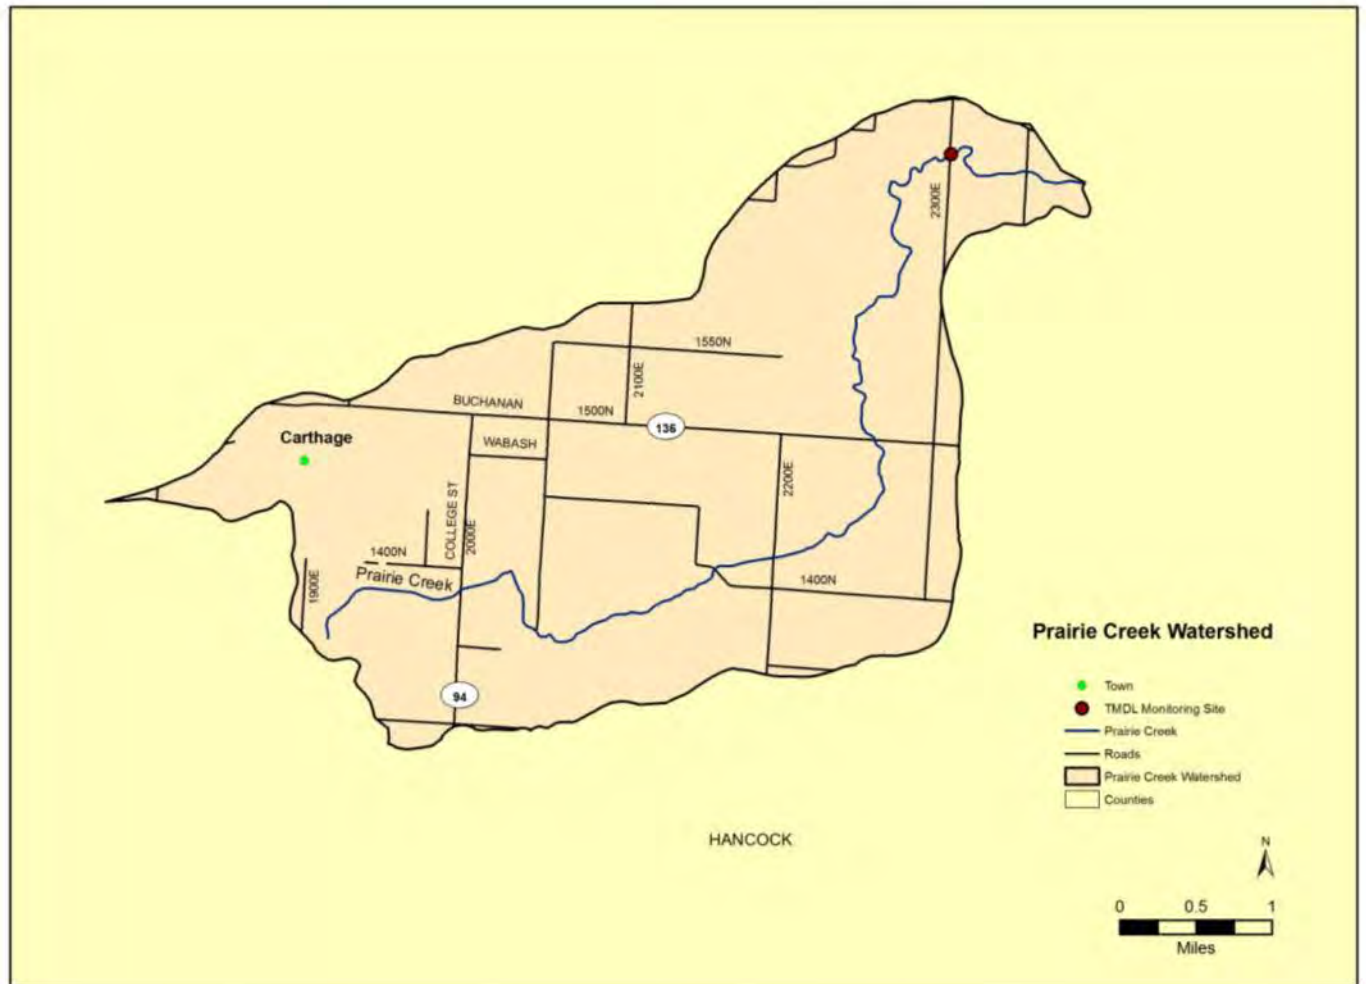 2300E
1550N
2100E
BUCHANAN
1500N
136
Carthage
WABASH
2200E
COLLEGE ST
2000E
1400N
Prairie Creek
1900E
1400N
94
HANCOCK
Prairie Creek Watershed
Town
TMDL Monitoring Site
Prairie Creek
Roads
Prairie Creek Watershed
Counties
N
0 0.5 1
Miles